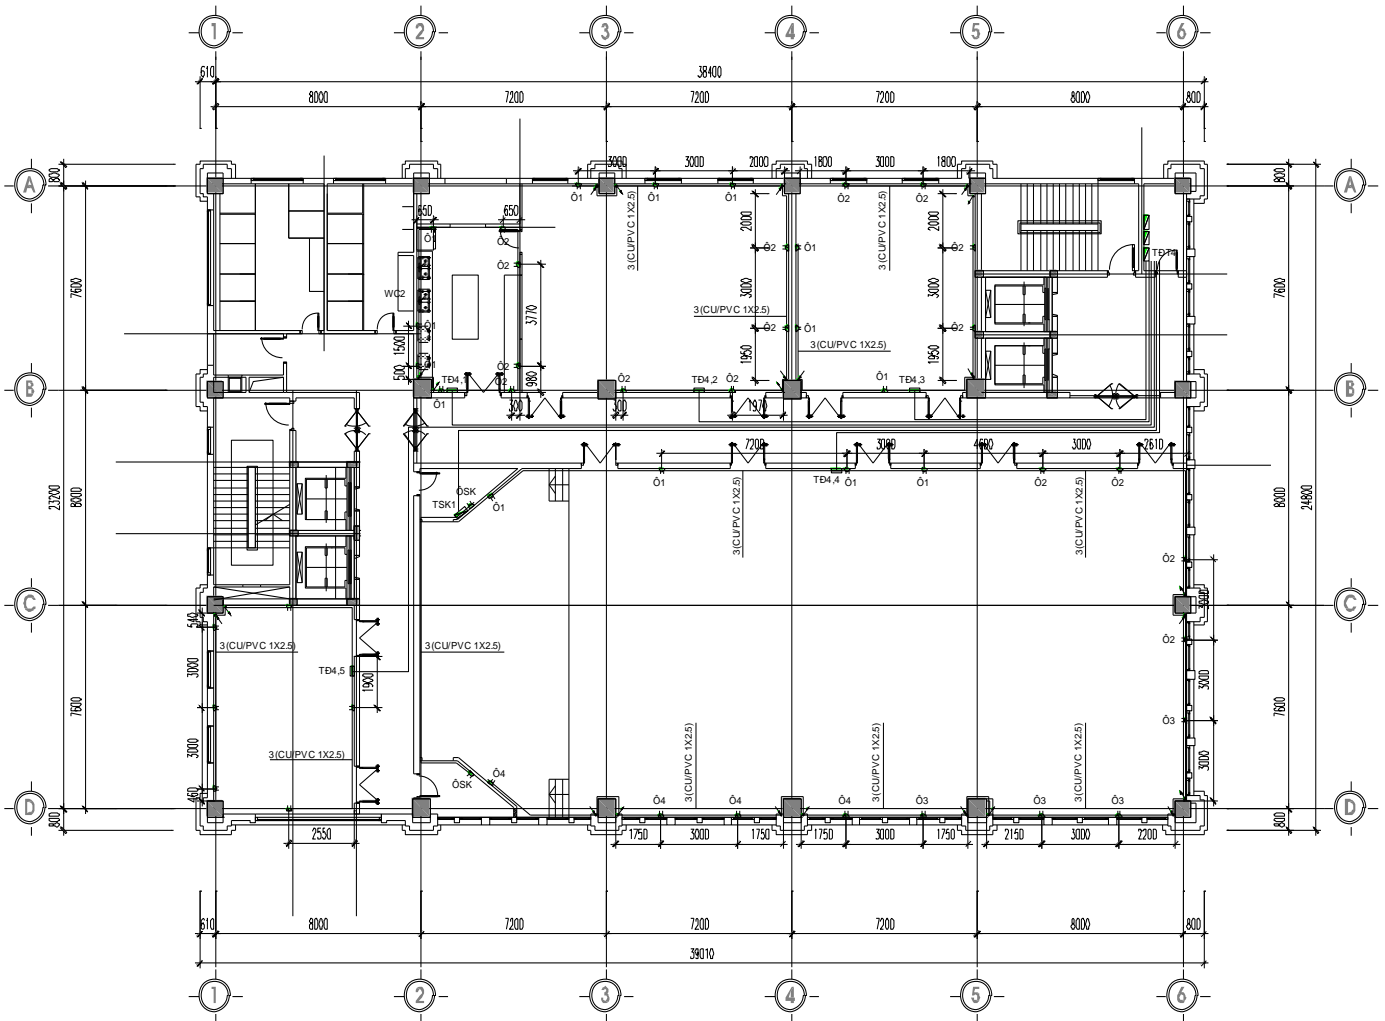 1 2 3 4 5 6
610 38400
8000 7200 7200 7200 8000 800
A 800 3000 3000 2000 1800 3000 1800 800 A
Ô1 Ô1 Ô1 Ô2 Ô2
650 650
3(CU/PVC 1X2.5) 3(CU/PVC 1X2.5)
2000 2000
Ô1 Ô2 Ô2 Ô1 Ô2
TĐT4
Ô2
7600 WC2 3770 3000 3000 7600
3(CU/PVC 1X2.5)
Ô1 Ô2 Ô1 Ô2
1500 3(CU/PVC 1X2.5)
1950 1950
Ô1 Ô2
500 980
B TĐ4,1 Ô2 Ô2 TĐ4,2 Ô2 Ô1 TĐ4,3 B
Ô1
300 300 1970
7200 3000 4600 3000 2610
Ô1 TĐ4,4 Ô1 Ô1 Ô2 Ô2
ÔSK
TSK1 Ô1
23200 8000 8000 24800
3(CU/PVC 1X2.5) 3(CU/PVC 1X2.5)
Ô2
C C
3000
540
Ô2
3(CU/PVC 1X2.5) 3(CU/PVC 1X2.5)
3000 TĐ4,5 1900 3000
7600 7600
Ô3
3000 3(CU/PVC 1X2.5) 3000
3(CU/PVC 1X2.5) 3(CU/PVC 1X2.5) 3(CU/PVC 1X2.5)
ÔSK Ô4
460
D Ô4 Ô4 Ô4 Ô3 Ô3 Ô3 D
800 800
2550 1750 3000 1750 1750 3000 1750 2150 3000 2200
610 8000 7200 7200 7200 8000 800
39010
1 2 3 4 5 6